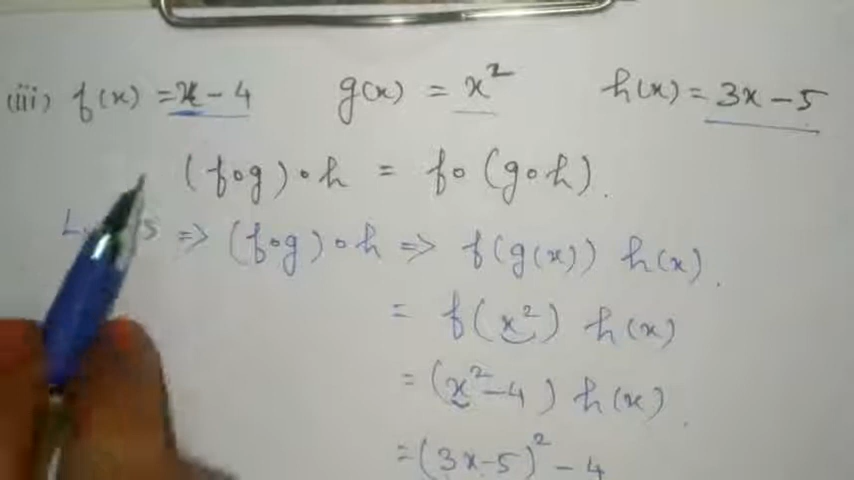 (iii) f(x) = x - 4 g(x) = x² h(x) = 3x - 5
(f∘g)∘h = f∘(g∘h).
⇒ (f∘g)∘h ⇒ f(g(x)) h(x).
= f(x²) h(x)
= (x² - 4) h(x).
= (3x - 5)² - 4